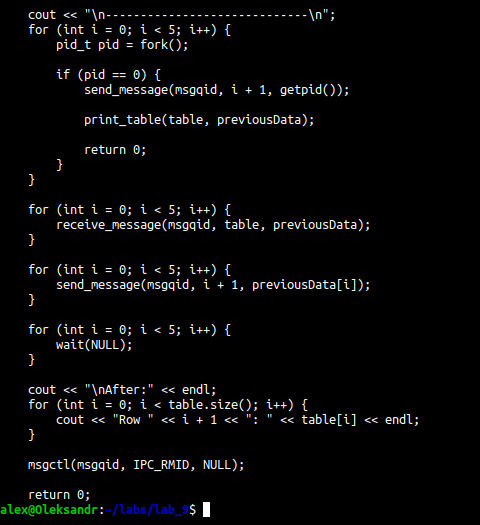 cout << "\n-----------------------------\n";
for (int i = 0; i < 5; i++) {
pid_t pid = fork();
if (pid == 0) {
send_message(msgqid, i + 1, getpid());
print_table(table, previousData);
return 0;
}
}
for (int i = 0; i < 5; i++) {
receive_message(msgqid, table, previousData);
}
for (int i = 0; i < 5; i++) {
send_message(msgqid, i + 1, previousData[i]);
}
for (int i = 0; i < 5; i++) {
wait(NULL);
}
cout << "\nAfter:" << endl;
for (int i = 0; i < table.size(); i++) {
cout << "Row " << i + 1 << ": " << table[i] << endl;
}
msgctl(msgqid, IPC_RMID, NULL);
return 0;
alex@Oleksandr:~/labs/lab_9$